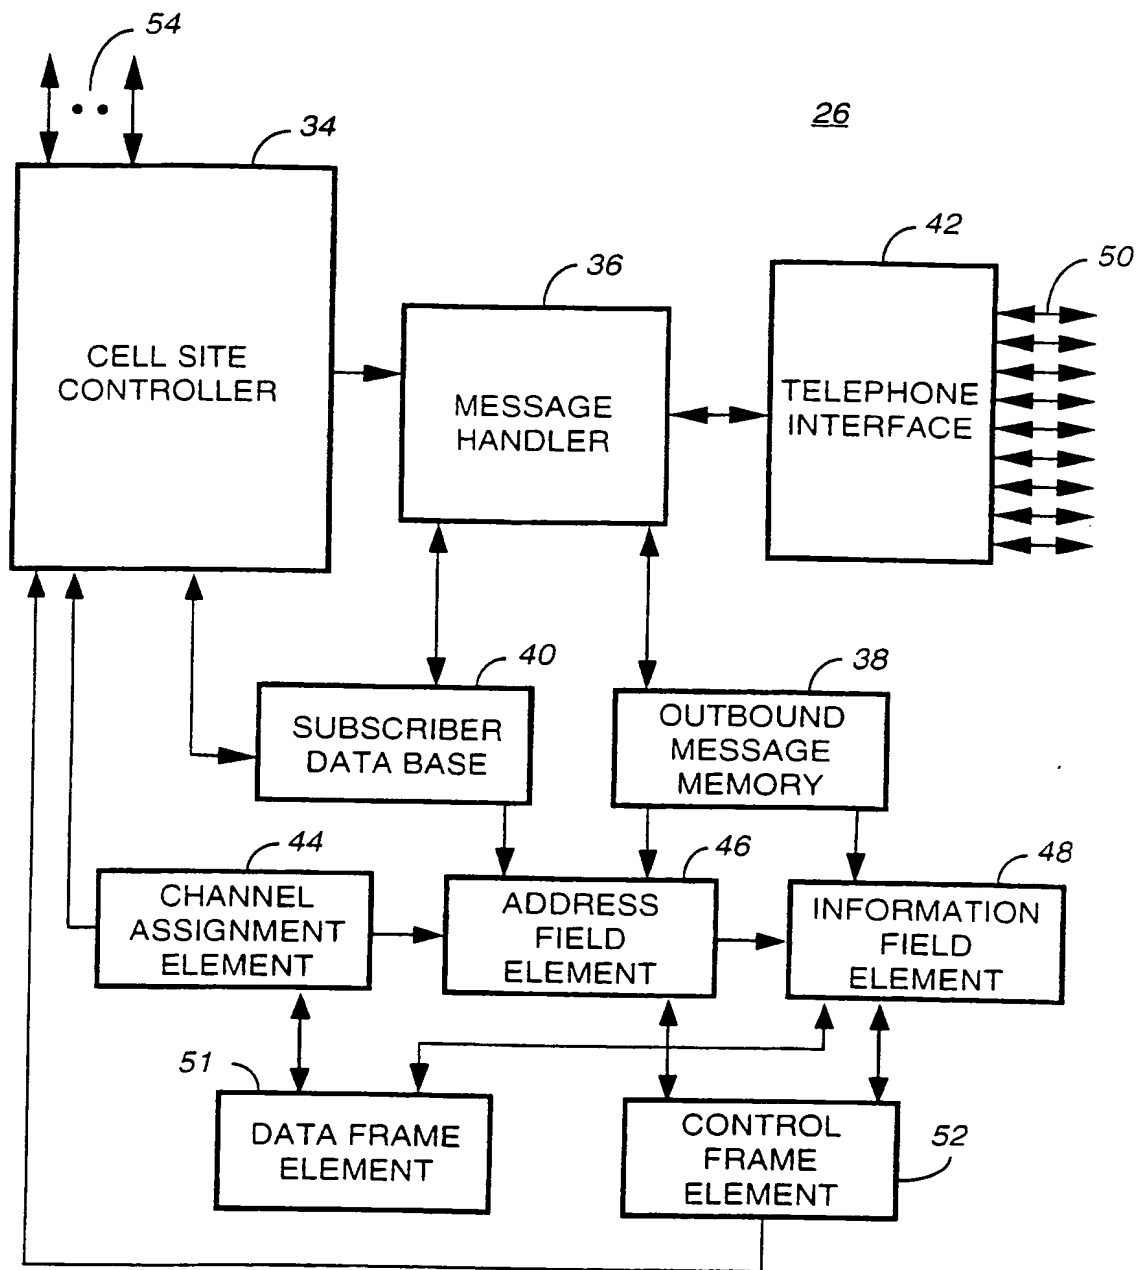 54
34
26
42
50
36
CELL SITE
CONTROLLER
MESSAGE
HANDLER
TELEPHONE
INTERFACE
40
38
SUBSCRIBER
DATA BASE
OUTBOUND
MESSAGE
MEMORY
44
46
48
CHANNEL
ASSIGNMENT
ELEMENT
ADDRESS
FIELD
ELEMENT
INFORMATION
FIELD
ELEMENT
51
DATA FRAME
ELEMENT
CONTROL
FRAME
ELEMENT
52